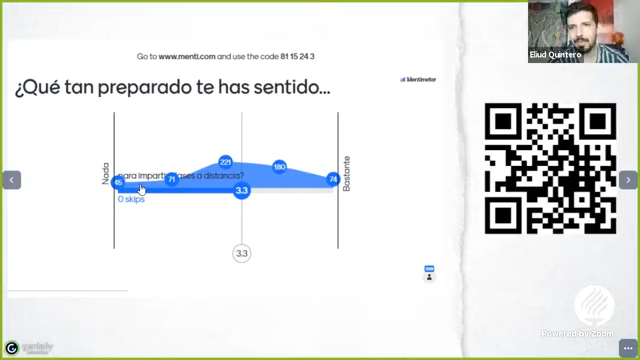 Go to www.menti.com and use the code 81 15 24 3
Eliud Quintero
Mentimeter
¿Qué tan preparado te has sentido...
Nada
45
71
221
180
74
Bastante
para impartir clases a distancia?
3.3
0 skips
3.3
genially
Powered by Zoom